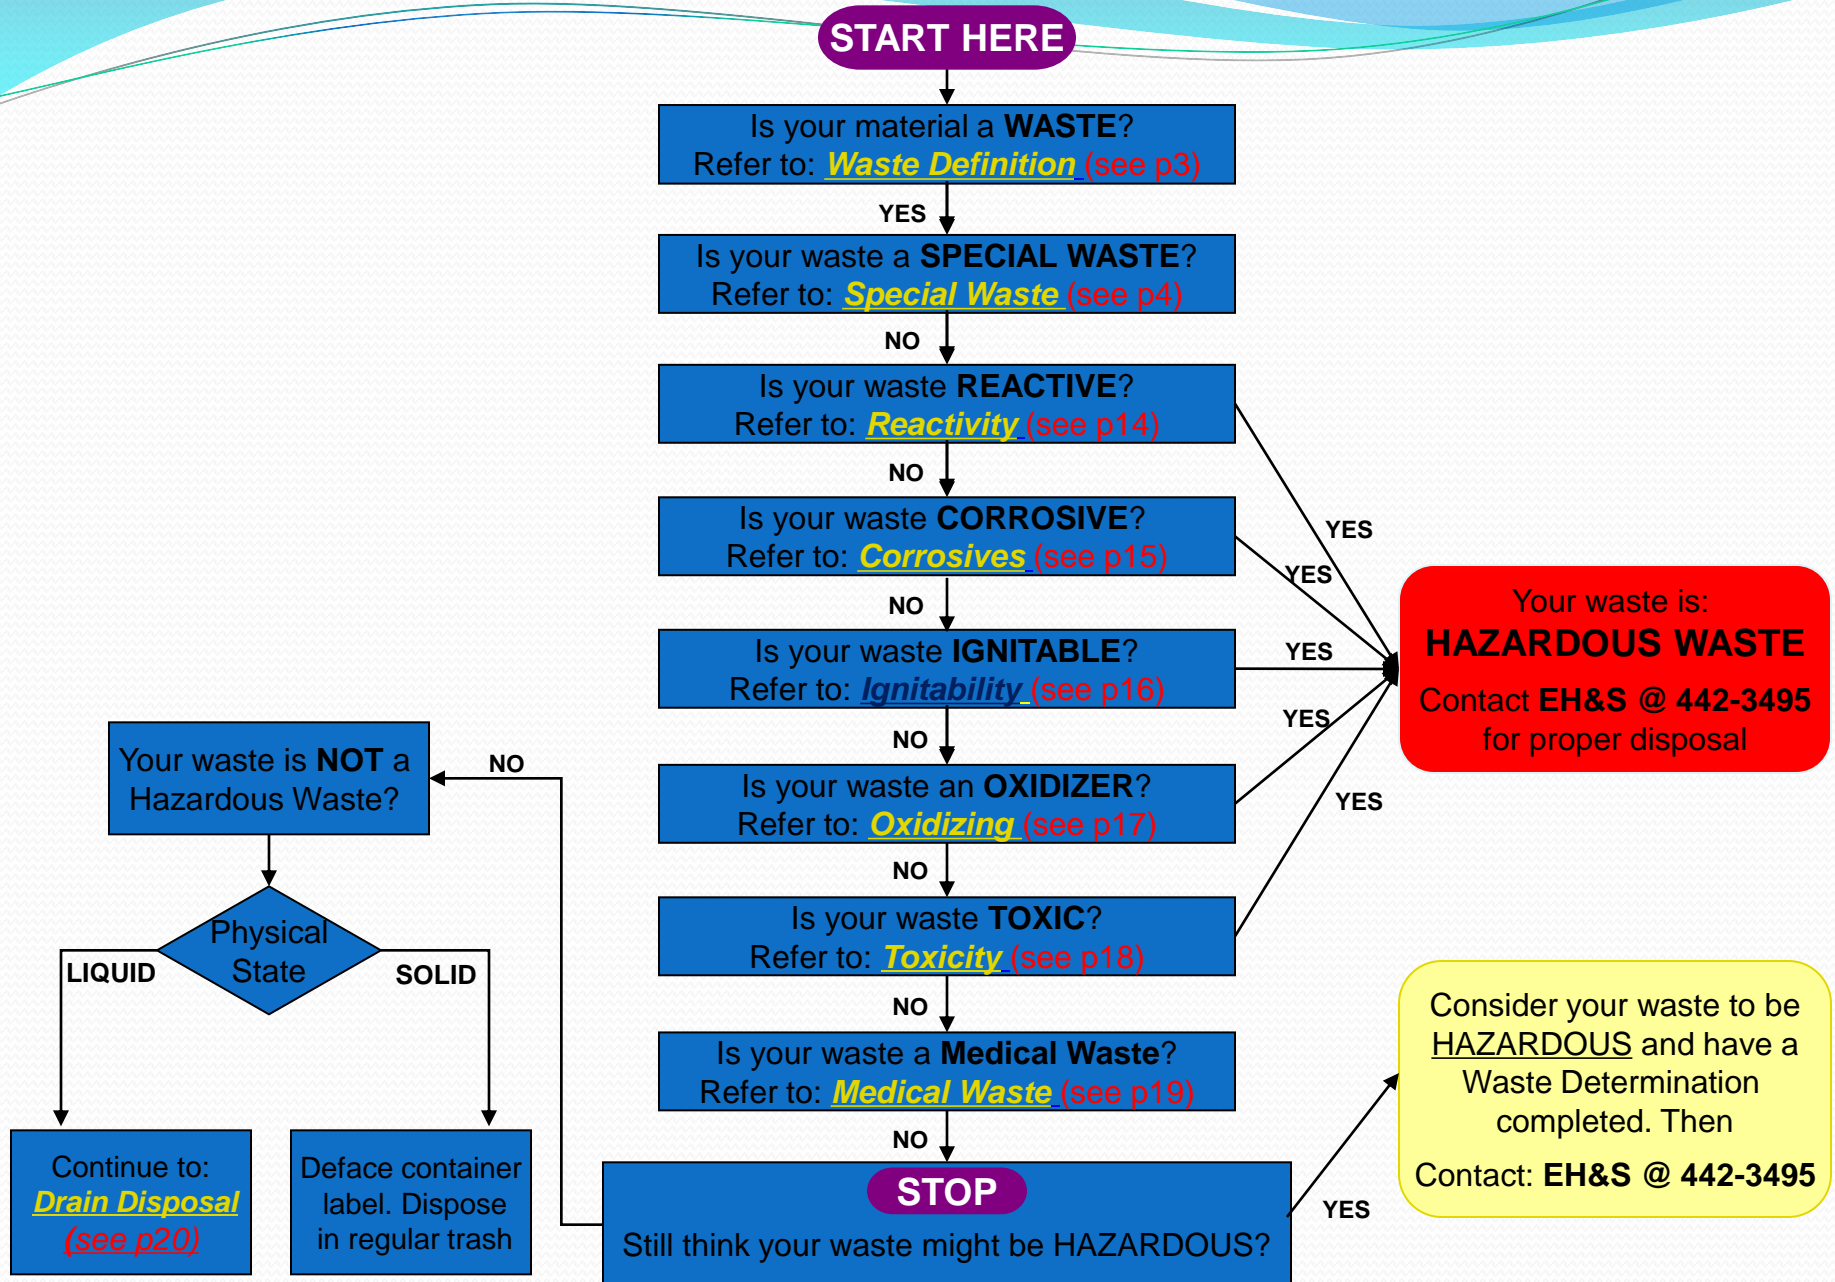 START HERE
Is your material a WASTE?
Refer to: Waste Definition (see p3)
YES
Is your waste a SPECIAL WASTE?
Refer to: Special Waste (see p4)
NO
Is your waste REACTIVE?
Refer to: Reactivity (see p14)
NO
YES
Is your waste CORROSIVE?
Refer to: Corrosives (see p15)
YES
NO
Is your waste IGNITABLE?
Refer to: Ignitability (see p16)
YES
NO
Is your waste an OXIDIZER?
Refer to: Oxidizing (see p17)
YES
NO
Is your waste TOXIC?
Refer to: Toxicity (see p18)
YES
Your waste is:
HAZARDOUS WASTE
Contact EH&S @ 442-3495
for proper disposal
NO
Is your waste a Medical Waste?
Refer to: Medical Waste (see p19)
NO
STOP
Still think your waste might be HAZARDOUS?
YES
Consider your waste to be
HAZARDOUS and have a
Waste Determination
completed. Then
Contact: EH&S @ 442-3495
NO
Your waste is NOT a
Hazardous Waste?
Physical
State
LIQUID
SOLID
Continue to:
Drain Disposal
(see p20)
Deface container
label. Dispose
in regular trash